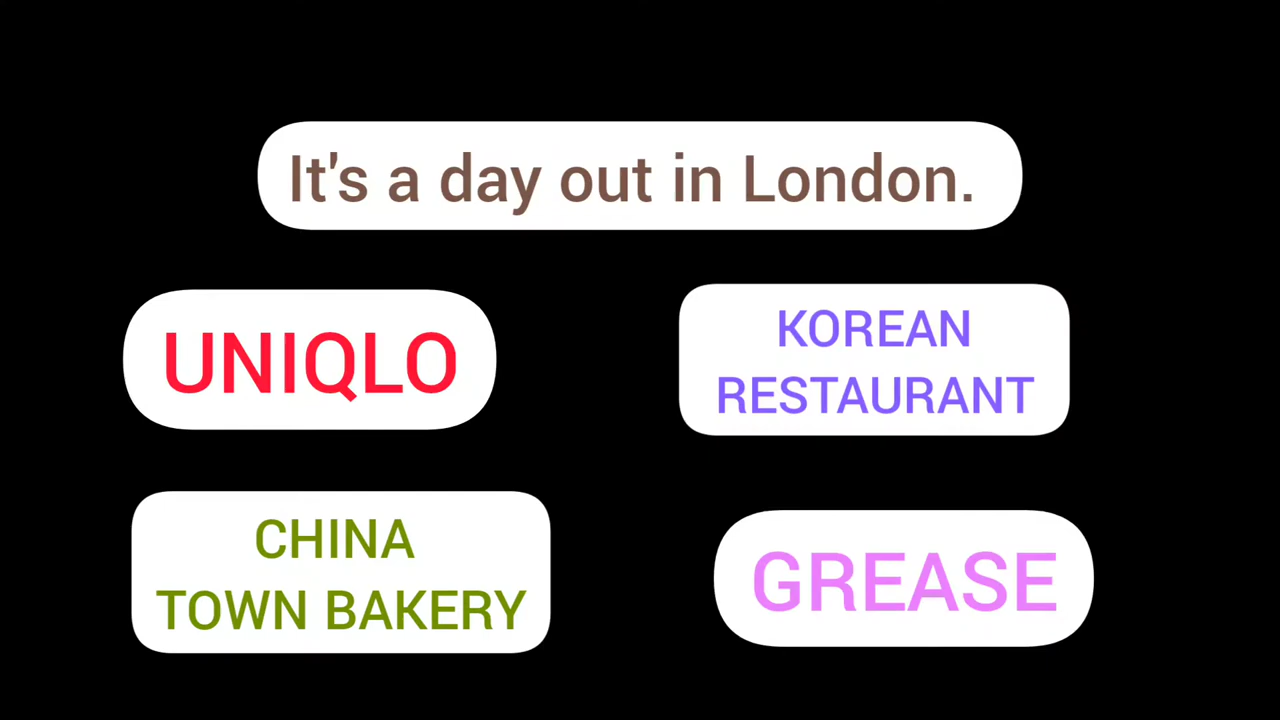 It's a day out in London.
UNIQLO
KOREAN
RESTAURANT
CHINA
TOWN BAKERY
GREASE